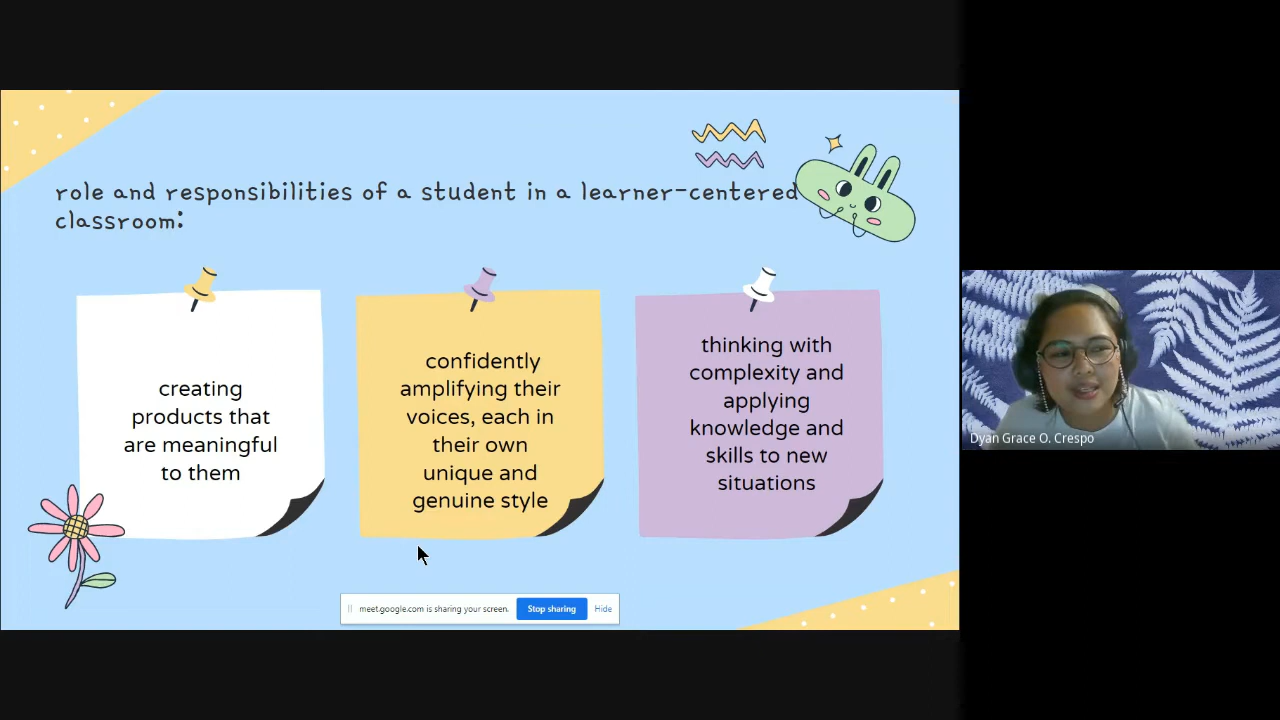 role and responsibilities of a student in a learner-centered
classroom:
creating
products that
are meaningful
to them
confidently
amplifying their
voices, each in
their own
unique and
genuine style
thinking with
complexity and
applying
knowledge and
skills to new
situations
meet.google.com is sharing your screen.
Stop sharing
Hide
Dyan Grace O. Crespo